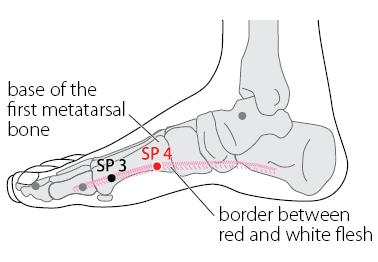 base of the
first metatarsal
bone
SP 3
SP 4
border between
red and white flesh